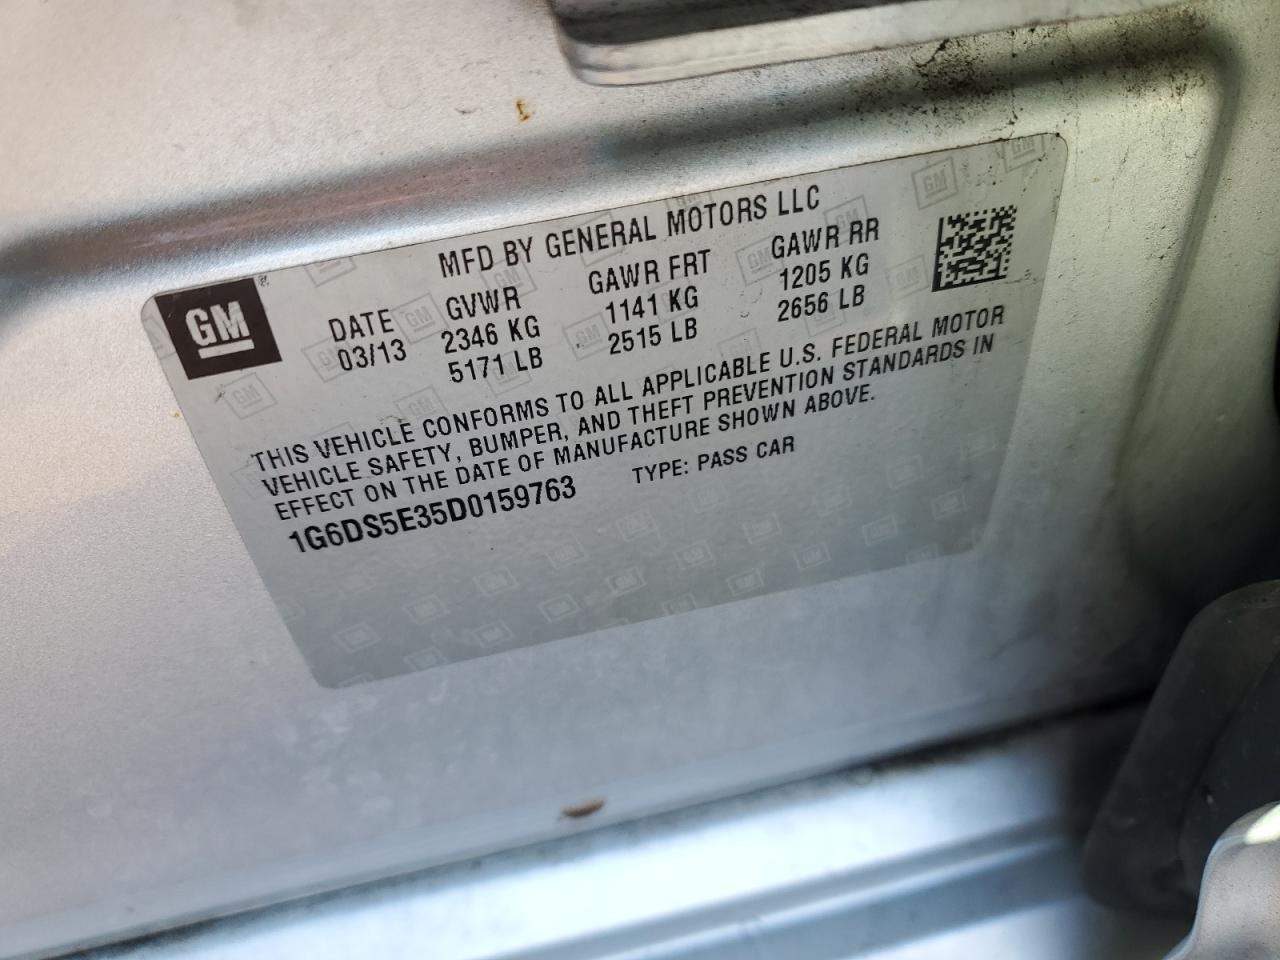 MFD BY GENERAL MOTORS LLC
GM
DATE GVWR GAWR FRT GAWR RR
03/13 2346 KG 1141 KG 1205 KG
5171 LB 2515 LB 2656 LB
THIS VEHICLE CONFORMS TO ALL APPLICABLE U.S. FEDERAL MOTOR
VEHICLE SAFETY, BUMPER, AND THEFT PREVENTION STANDARDS IN
EFFECT ON THE DATE OF MANUFACTURE SHOWN ABOVE.
1G6DS5E35D0159763 TYPE: PASS CAR